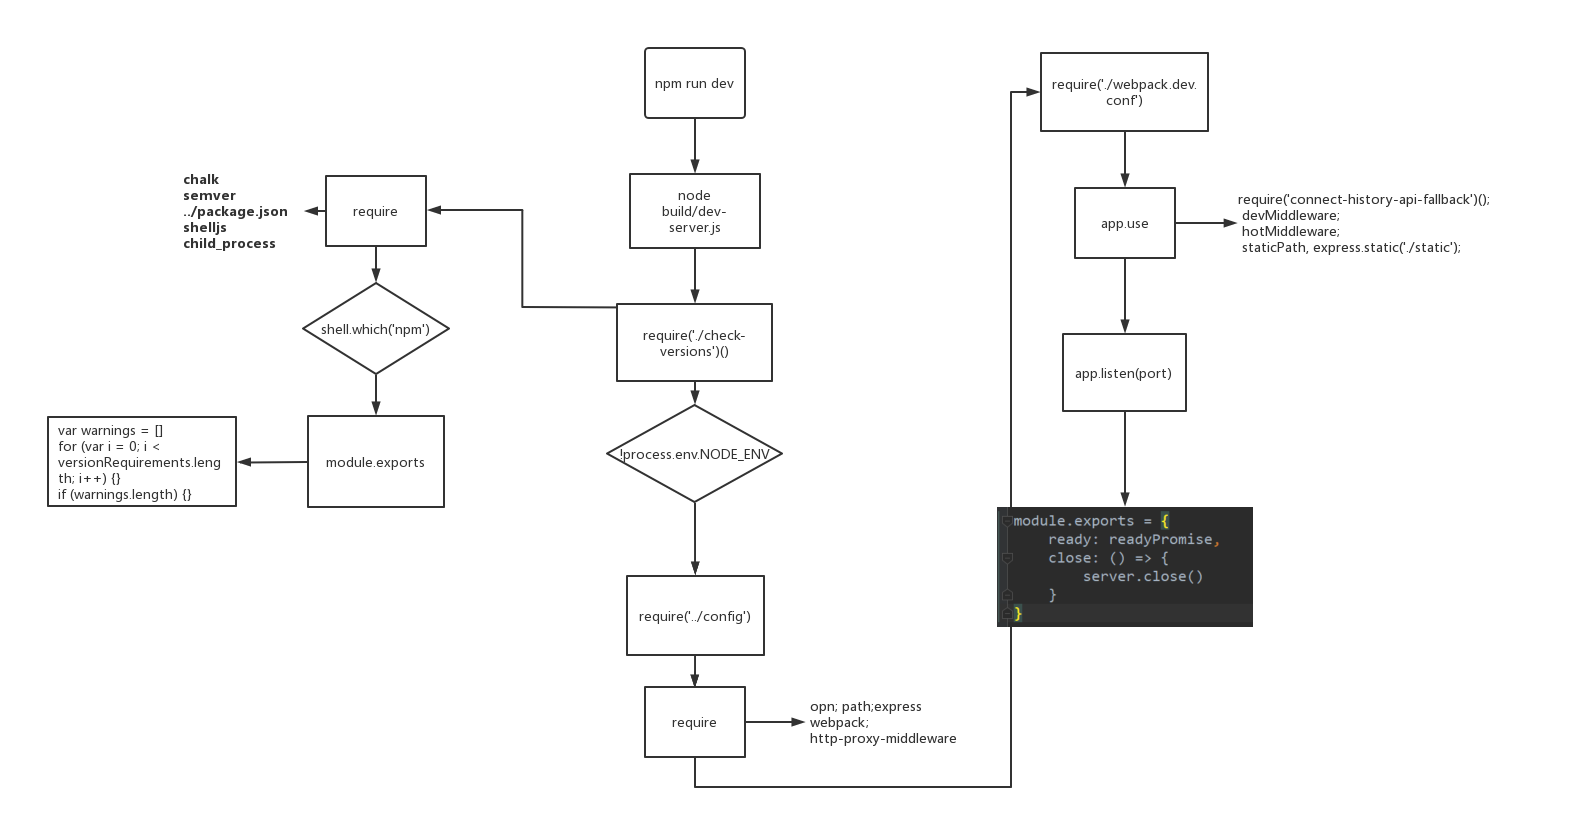 npm run dev
node
build/dev-
server.js
require('./check-
versions')()
!process.env.NODE_ENV
require('../config')
require
opn; path;express
webpack;
http-proxy-middleware
require
chalk
semver
../package.json
shelljs
child_process
shell.which('npm')
module.exports
var warnings = []
for (var i = 0; i <
versionRequirements.leng
th; i++) {}
if (warnings.length) {}
require('./webpack.dev.
conf')
app.use
require('connect-history-api-fallback')();
devMiddleware;
hotMiddleware;
staticPath, express.static('./static');
app.listen(port)
module.exports = {
ready: readyPromise,
close: () => {
server.close()
}
}